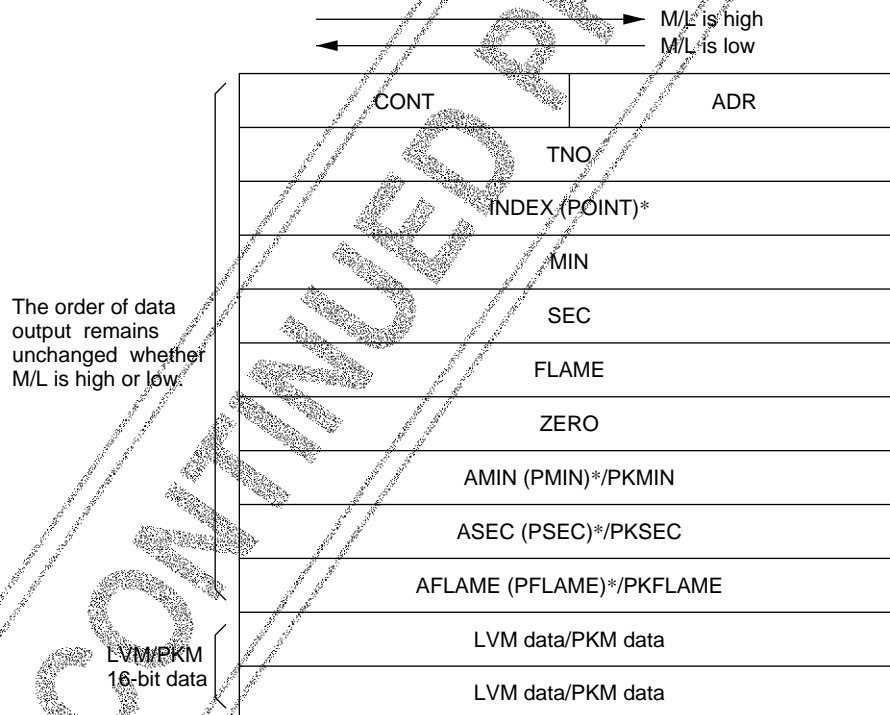 M/L is high
M/L is low
CONT ADR
TNO
INDEX (POINT)*
MIN
SEC
FLAME
ZERO
AMIN (PMIN)*/PKMIN
ASEC (PSEC)*/PKSEC
AFLAME (PFLAME)*/PKFLAME
LVM data/PKM data
LVM data/PKM data
The order of data
output remains
unchanged whether
M/L is high or low.
LVM/PKM
16-bit data
CONTINUED